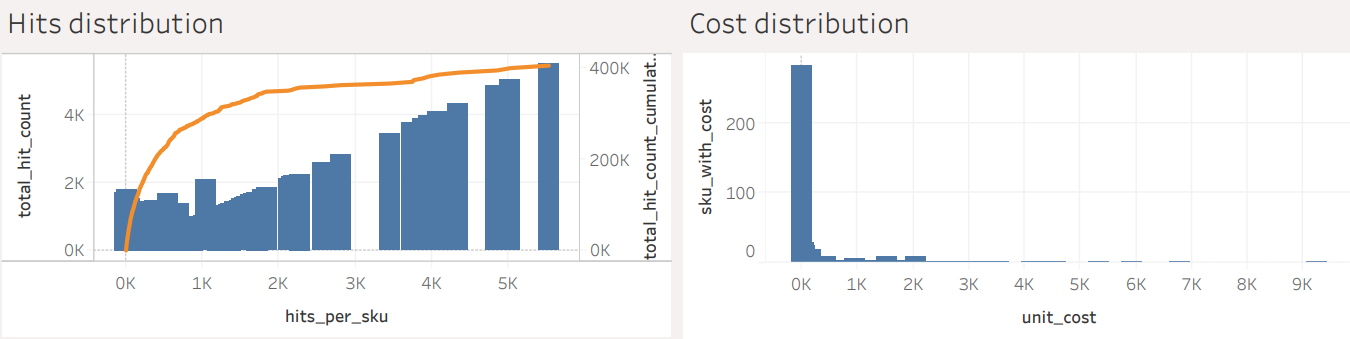 Hits distribution
total_hit_count
4K
2K
0K
400K
200K
0K
total_hit_count_cumulat..
0K 1K 2K 3K 4K 5K
hits_per_sku
Cost distribution
sku_with_cost
200
100
0
0K 1K 2K 3K 4K 5K 6K 7K 8K 9K
unit_cost